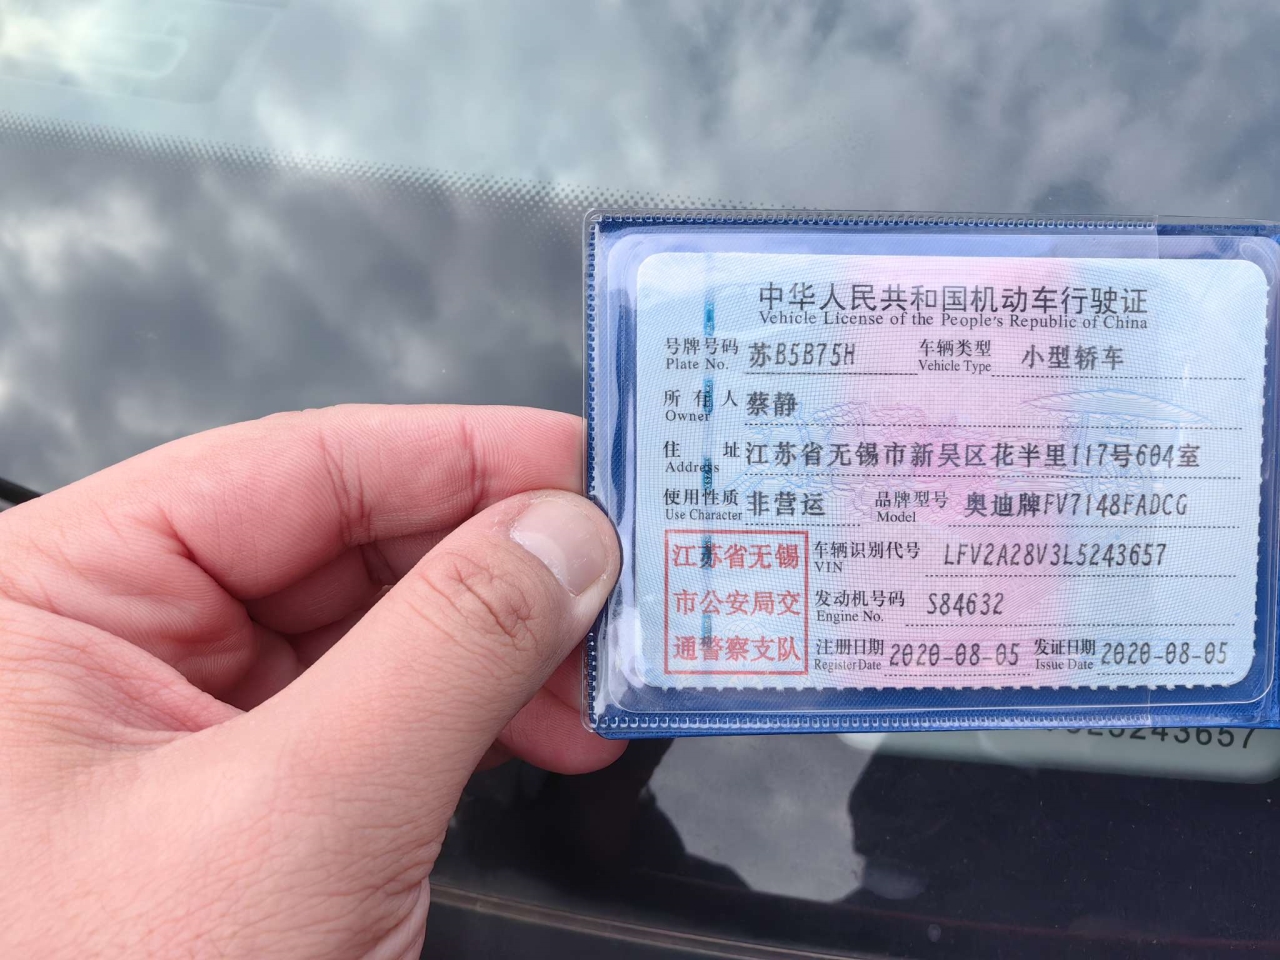 中华人民共和国机动车行驶证
Vehicle License of the People's Republic of China
号牌号码 苏B5B75H 车辆类型 小型轿车
Plate No. Vehicle Type
所有人 蔡静
Owner
住址 江苏省无锡市新吴区花半里117号604室
Address
使用性质 非营运 品牌型号 奥迪牌FV7148FADCG
Use Character Model
江苏省无锡 车辆识别代号 LFV2A28V3L5243657
VIN
市公安局交 发动机号码 S84632
Engine No.
通警察支队 注册日期 2020-08-05 发证日期 2020-08-05
Register Date Issue Date
5243657